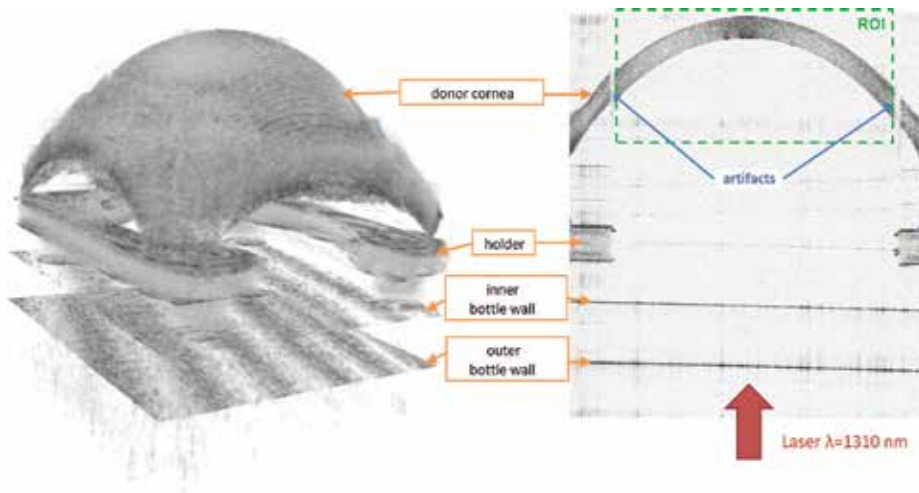 ROI
donor cornea
artifacts
holder
inner
bottle wall
outer
bottle wall
Laser λ=1310 nm